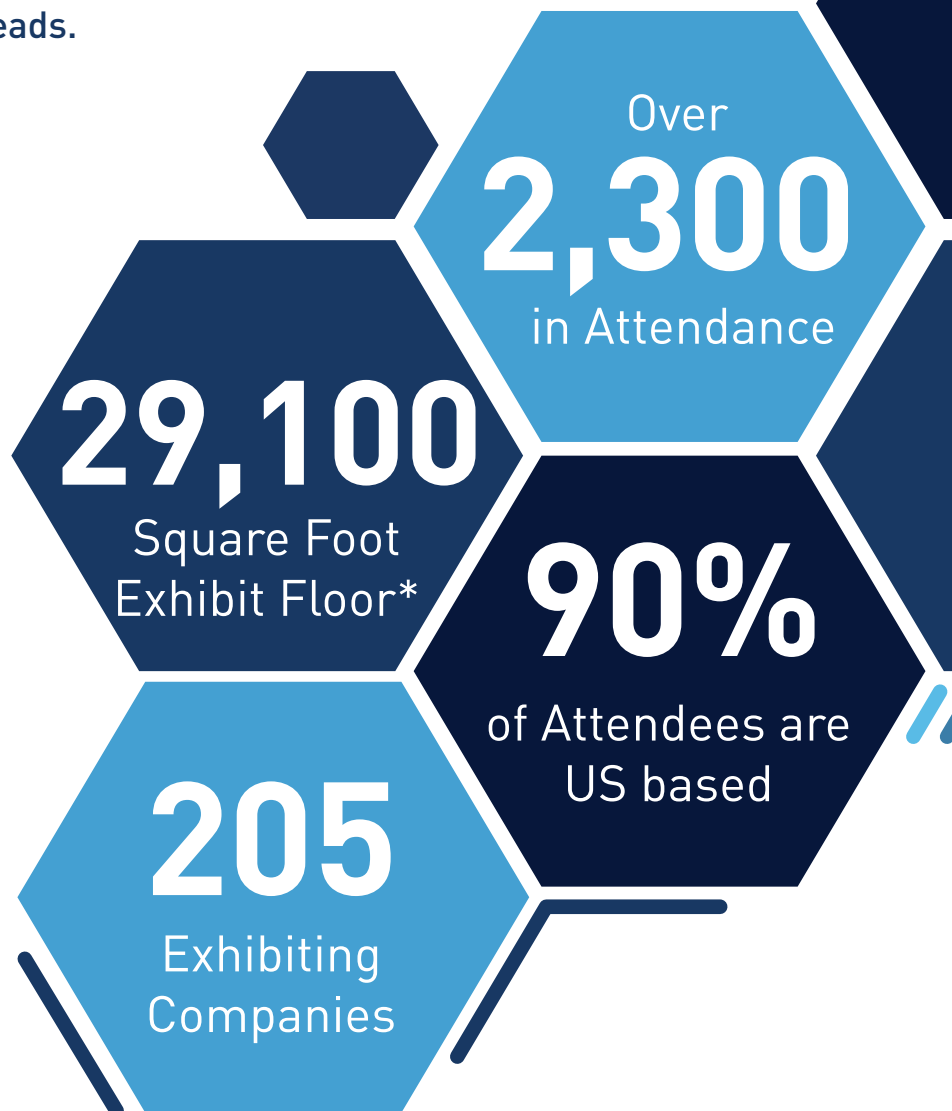 Over
2,300
in Attendance
29,100
Square Foot
Exhibit Floor*
90%
of Attendees are
US based
205
Exhibiting
Companies